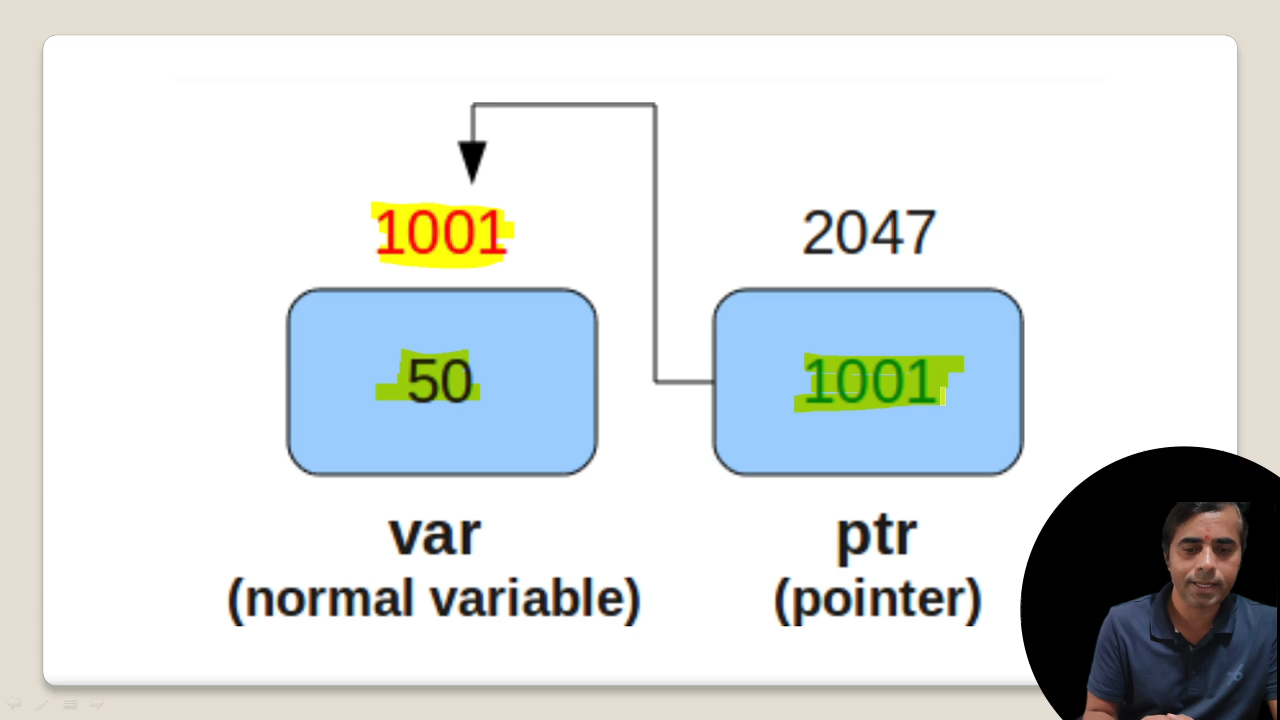 1001 2047
50 1001
var ptr
(normal variable) (pointer)